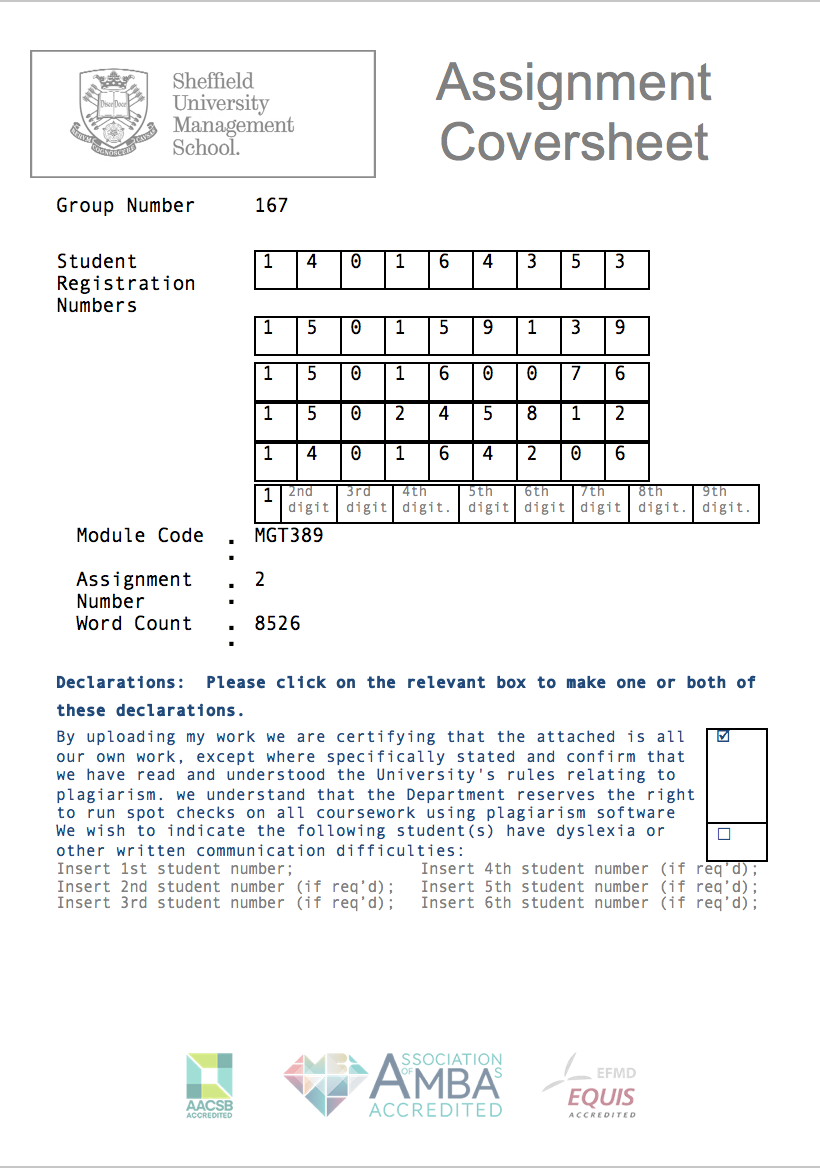 Sheffield
University
Management
School.
Disce Doce
RERUM COGNOSCERE CAUSAS
Assignment
Coversheet
Group Number 167
Student
Registration
Numbers
1 4 0 1 6 4 3 5 3
1 5 0 1 5 9 1 3 9
1 5 0 1 6 0 0 7 6
1 5 0 2 4 5 8 1 2
1 4 0 1 6 4 2 0 6
1 2nd digit 3rd digit 4th digit. 5th digit 6th digit 7th digit 8th digit. 9th digit.
Module Code : MGT389
Assignment
Number : 2
Word Count : 8526
Declarations: Please click on the relevant box to make one or both of
these declarations.
By uploading my work we are certifying that the attached is all
our own work, except where specifically stated and confirm that
we have read and understood the University's rules relating to
plagiarism. we understand that the Department reserves the right
to run spot checks on all coursework using plagiarism software
We wish to indicate the following student(s) have dyslexia or
other written communication difficulties:
Insert 1st student number; Insert 4th student number (if req'd);
Insert 2nd student number (if req'd); Insert 5th student number (if req'd);
Insert 3rd student number (if req'd); Insert 6th student number (if req'd);
AACSB
ACCREDITED
MBA
ASSOCIATION
OF AMBAS
ACCREDITED
EFMD
EQUIS
ACCREDITED